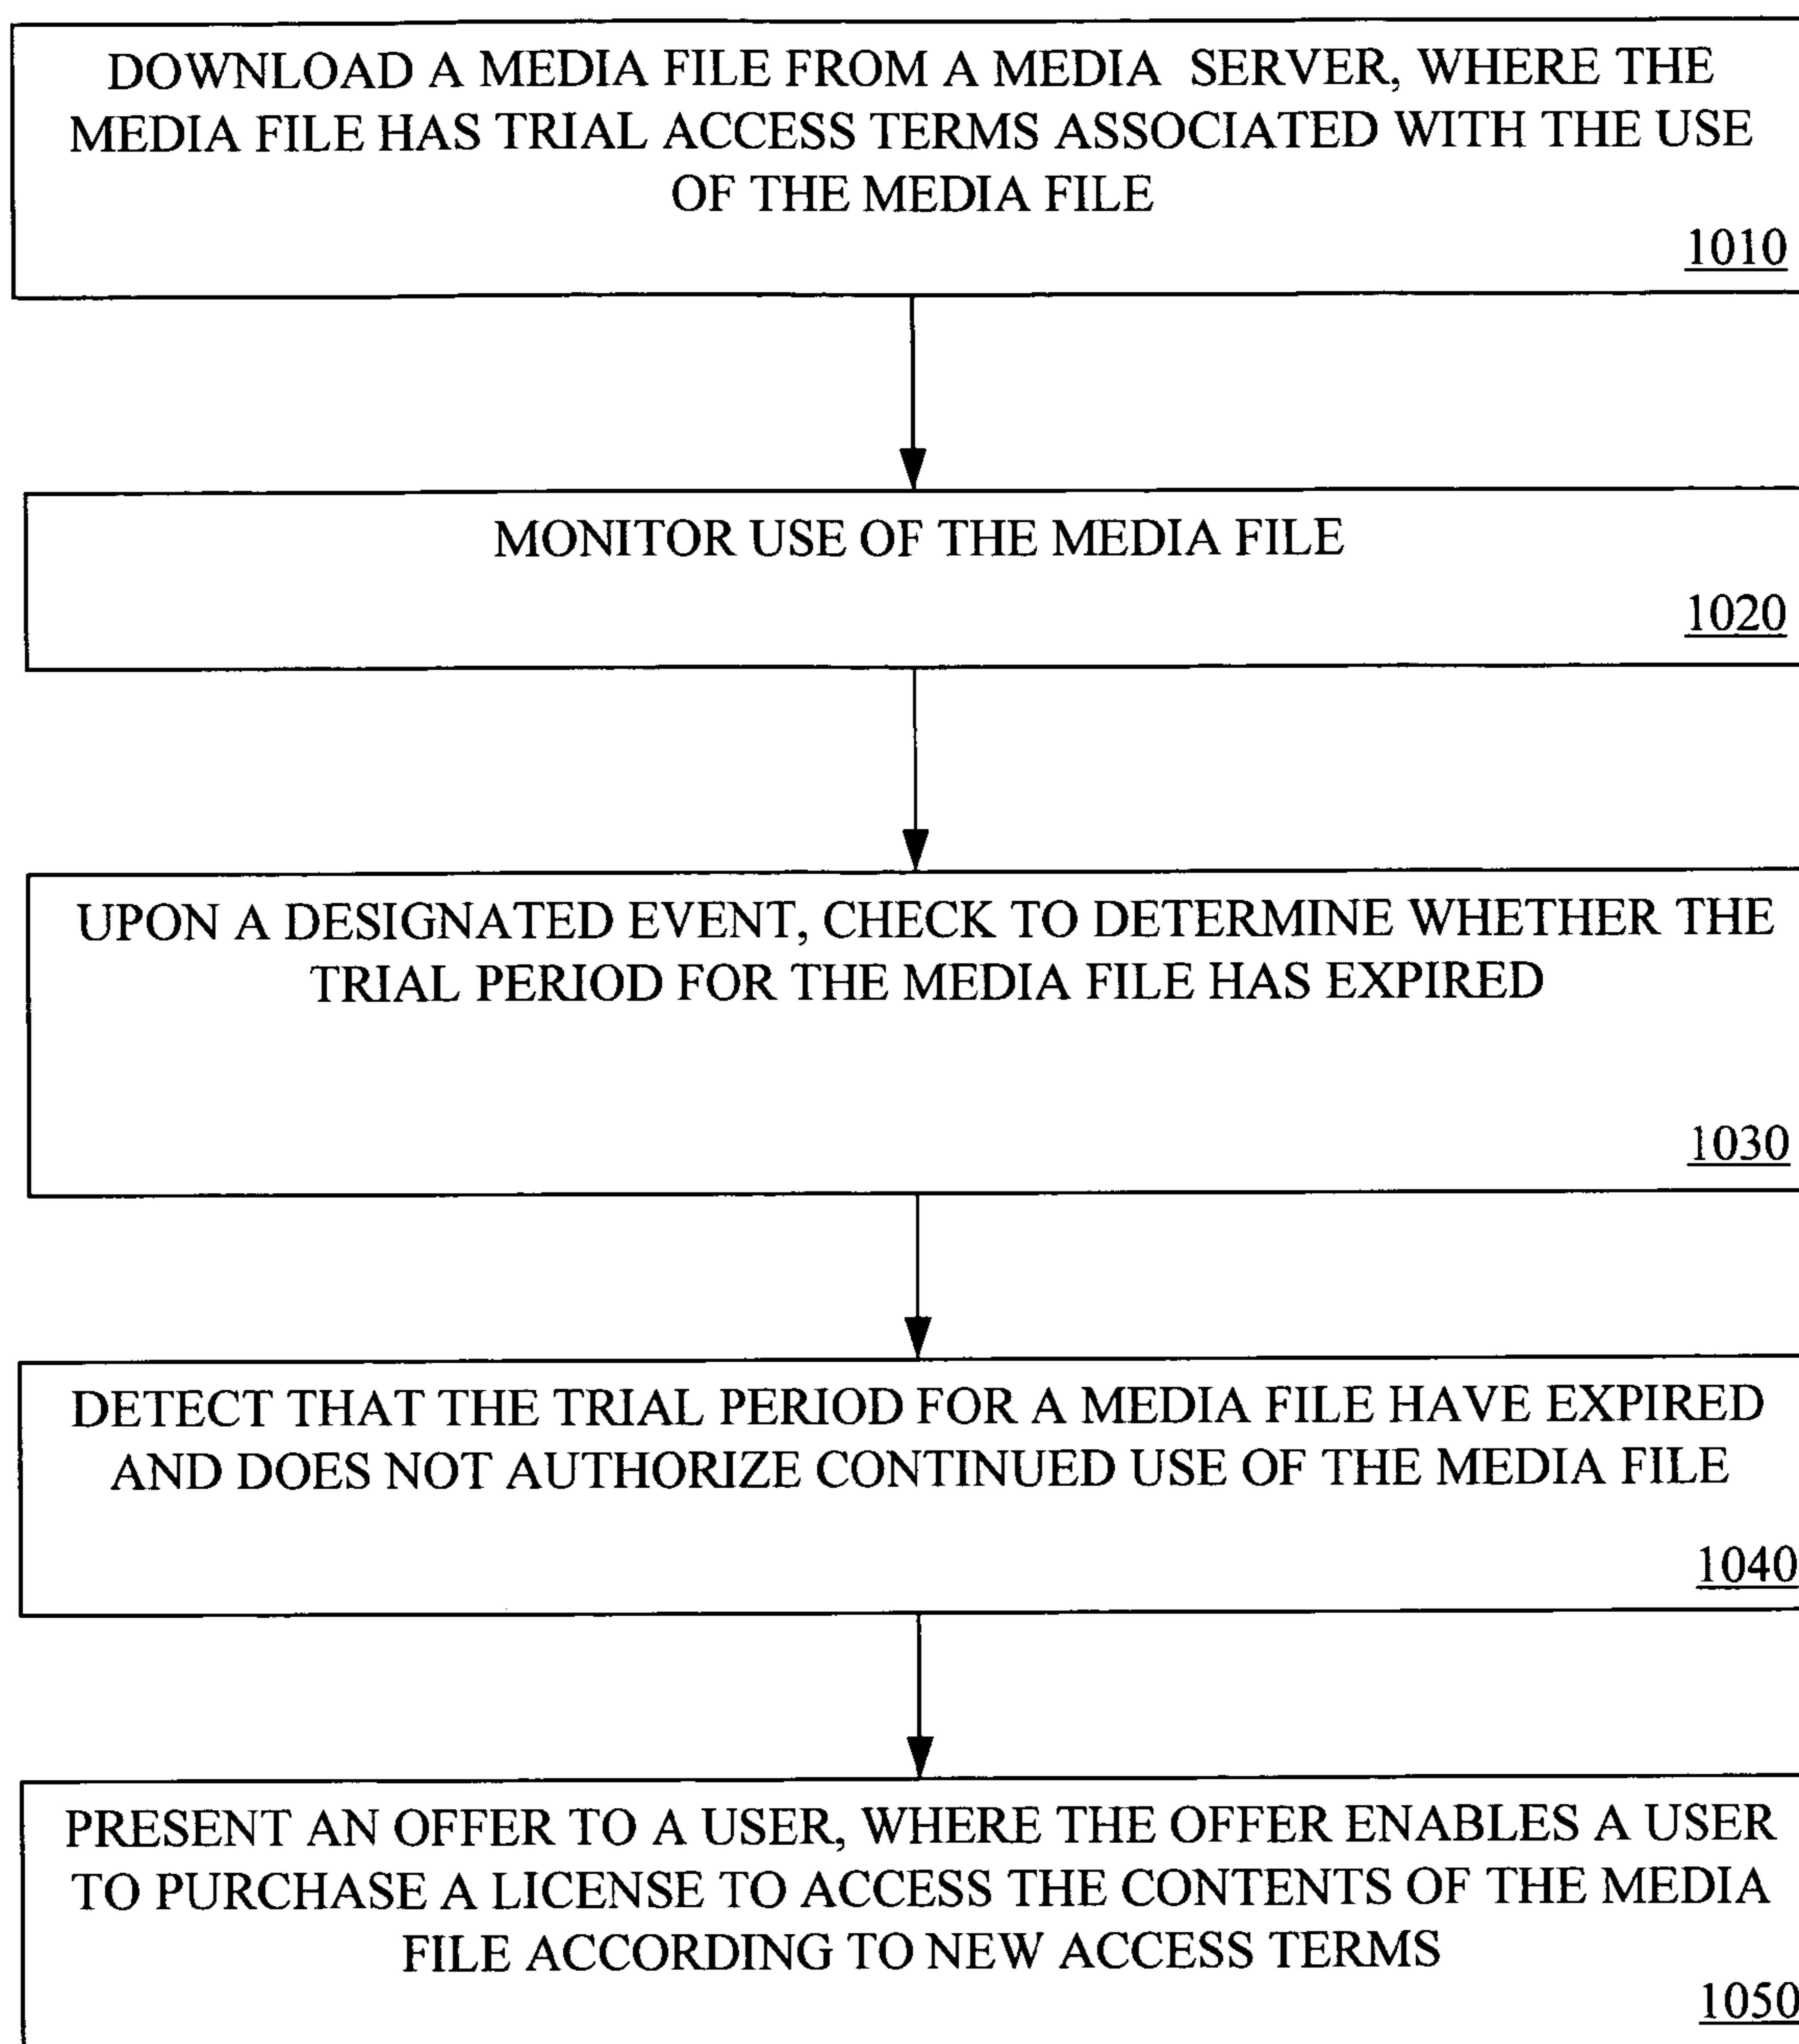 DOWNLOAD A MEDIA FILE FROM A MEDIA SERVER, WHERE THE
MEDIA FILE HAS TRIAL ACCESS TERMS ASSOCIATED WITH THE USE
OF THE MEDIA FILE
1010
MONITOR USE OF THE MEDIA FILE
1020
UPON A DESIGNATED EVENT, CHECK TO DETERMINE WHETHER THE
TRIAL PERIOD FOR THE MEDIA FILE HAS EXPIRED
1030
DETECT THAT THE TRIAL PERIOD FOR A MEDIA FILE HAVE EXPIRED
AND DOES NOT AUTHORIZE CONTINUED USE OF THE MEDIA FILE
1040
PRESENT AN OFFER TO A USER, WHERE THE OFFER ENABLES A USER
TO PURCHASE A LICENSE TO ACCESS THE CONTENTS OF THE MEDIA
FILE ACCORDING TO NEW ACCESS TERMS
1050